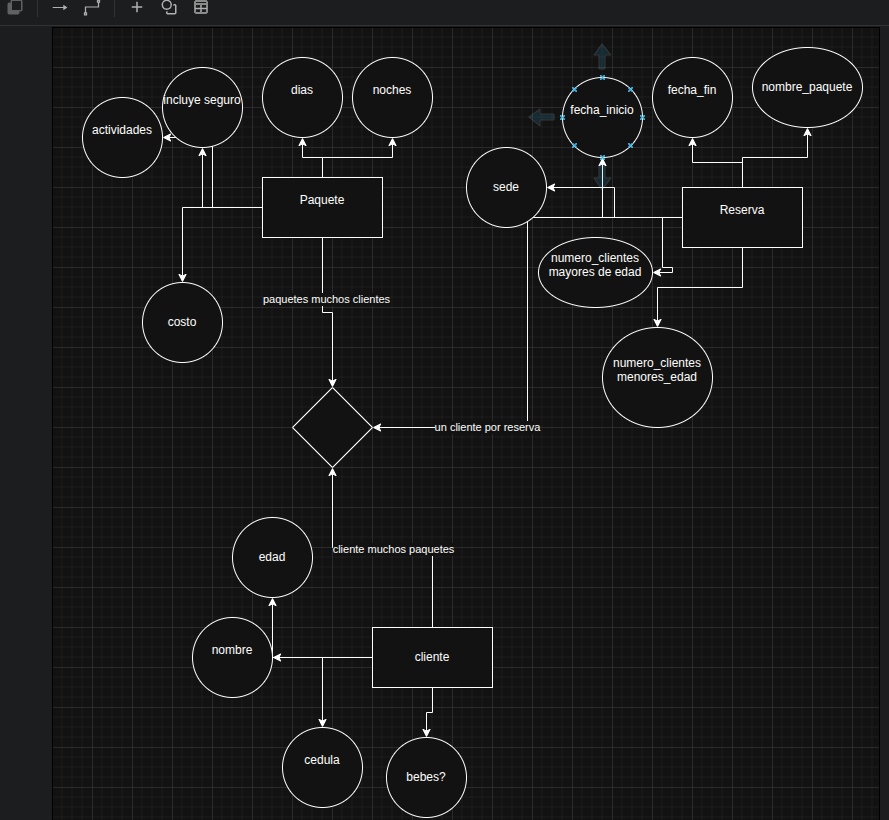 dias
noches
fecha_inicio
fecha_fin
nombre_paquete
incluye seguro
actividades
Paquete
sede
Reserva
numero_clientes
mayores de edad
paquetes muchos clientes
costo
numero_clientes
menores_edad
un cliente por reserva
cliente muchos paquetes
edad
nombre
cliente
cedula
bebes?